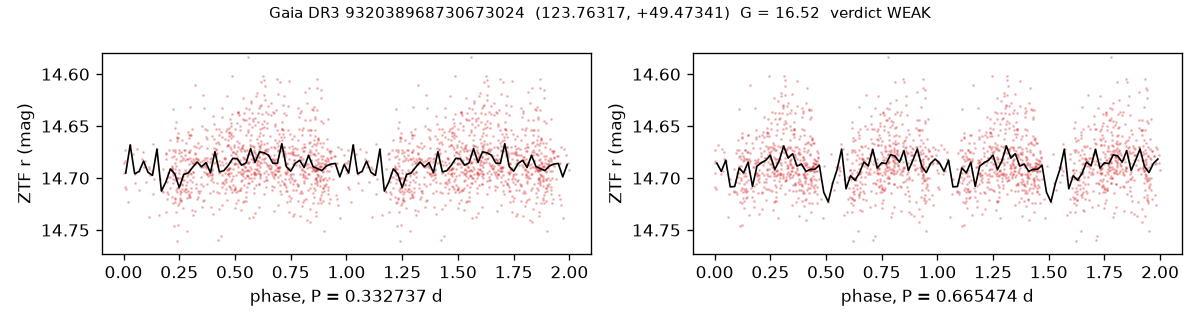 Gaia DR3 932038968730673024 (123.76317, +49.47341) G = 16.52 verdict WEAK
ZTF r (mag)
14.60
14.65
14.70
14.75
0.00 0.25 0.50 0.75 1.00 1.25 1.50 1.75 2.00
phase, P = 0.332737 d
ZTF r (mag)
14.60
14.65
14.70
14.75
0.00 0.25 0.50 0.75 1.00 1.25 1.50 1.75 2.00
phase, P = 0.665474 d